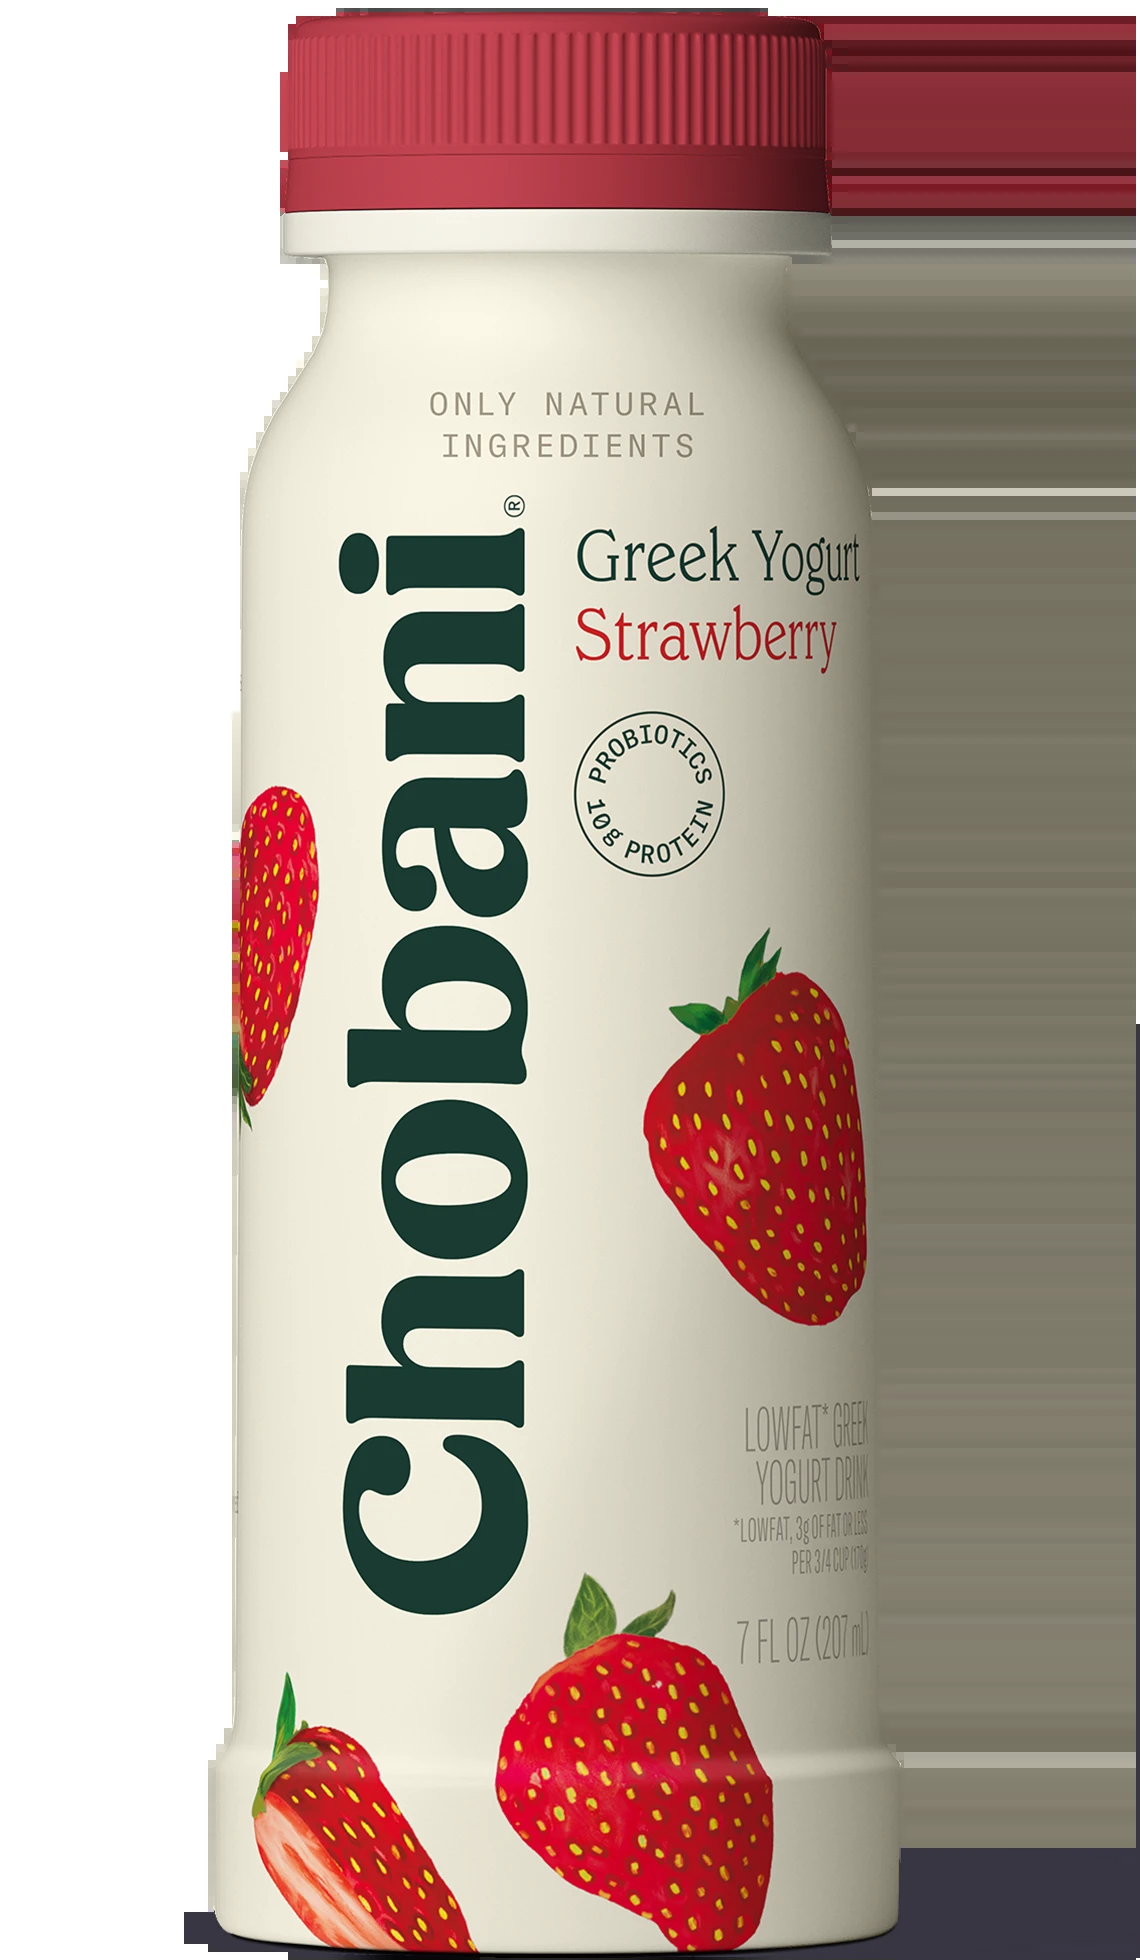 ONLY NATURAL
INGREDIENTS
Chobani®
Greek Yogurt
Strawberry
PROBIOTICS
10g PROTEIN
LOWFAT* GREEK
YOGURT DRINK
*LOWFAT, 3g OF FAT OR LESS
PER 3/4 CUP (170g)
7 FL OZ (207 mL)